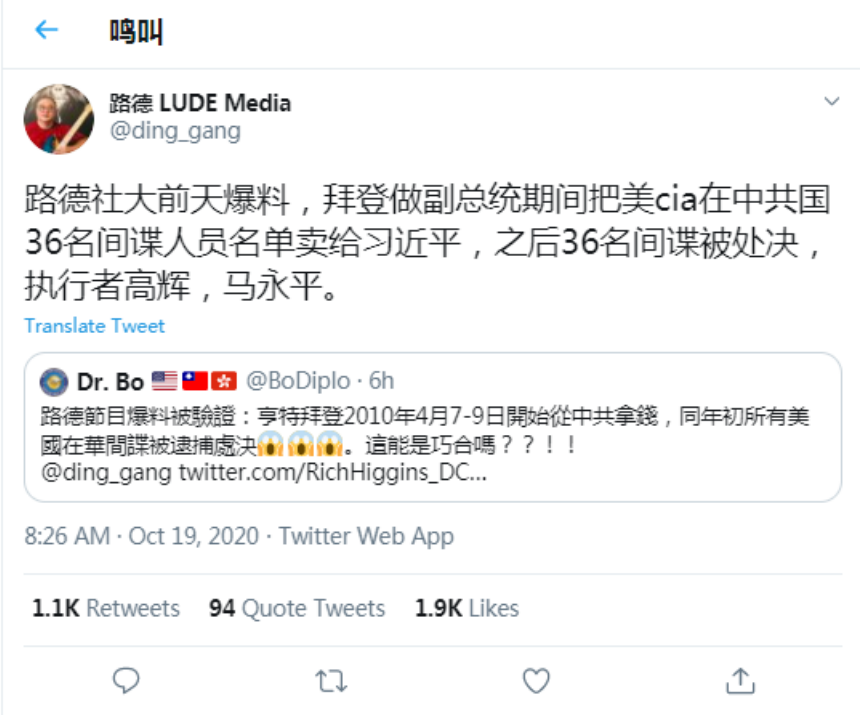 鸣叫
路德 LUDE Media
@ding_gang
路德社大前天爆料，拜登做副总统期间把美cia在中共国
36名间谍人员名单卖给习近平，之后36名间谍被处决，
执行者高辉，马永平。
Translate Tweet
Dr. Bo 🇺🇸🇹🇼🇭🇰 @BoDiplo · 6h
路德節目爆料被驗證：亨特拜登2010年4月7-9日開始從中共拿錢，同年初所有美
國在華間諜被逮捕處決😱😱😱。這能是巧合嗎？？！！
@ding_gang twitter.com/RichHiggins_DC...
8:26 AM · Oct 19, 2020 · Twitter Web App
1.1K Retweets 94 Quote Tweets 1.9K Likes